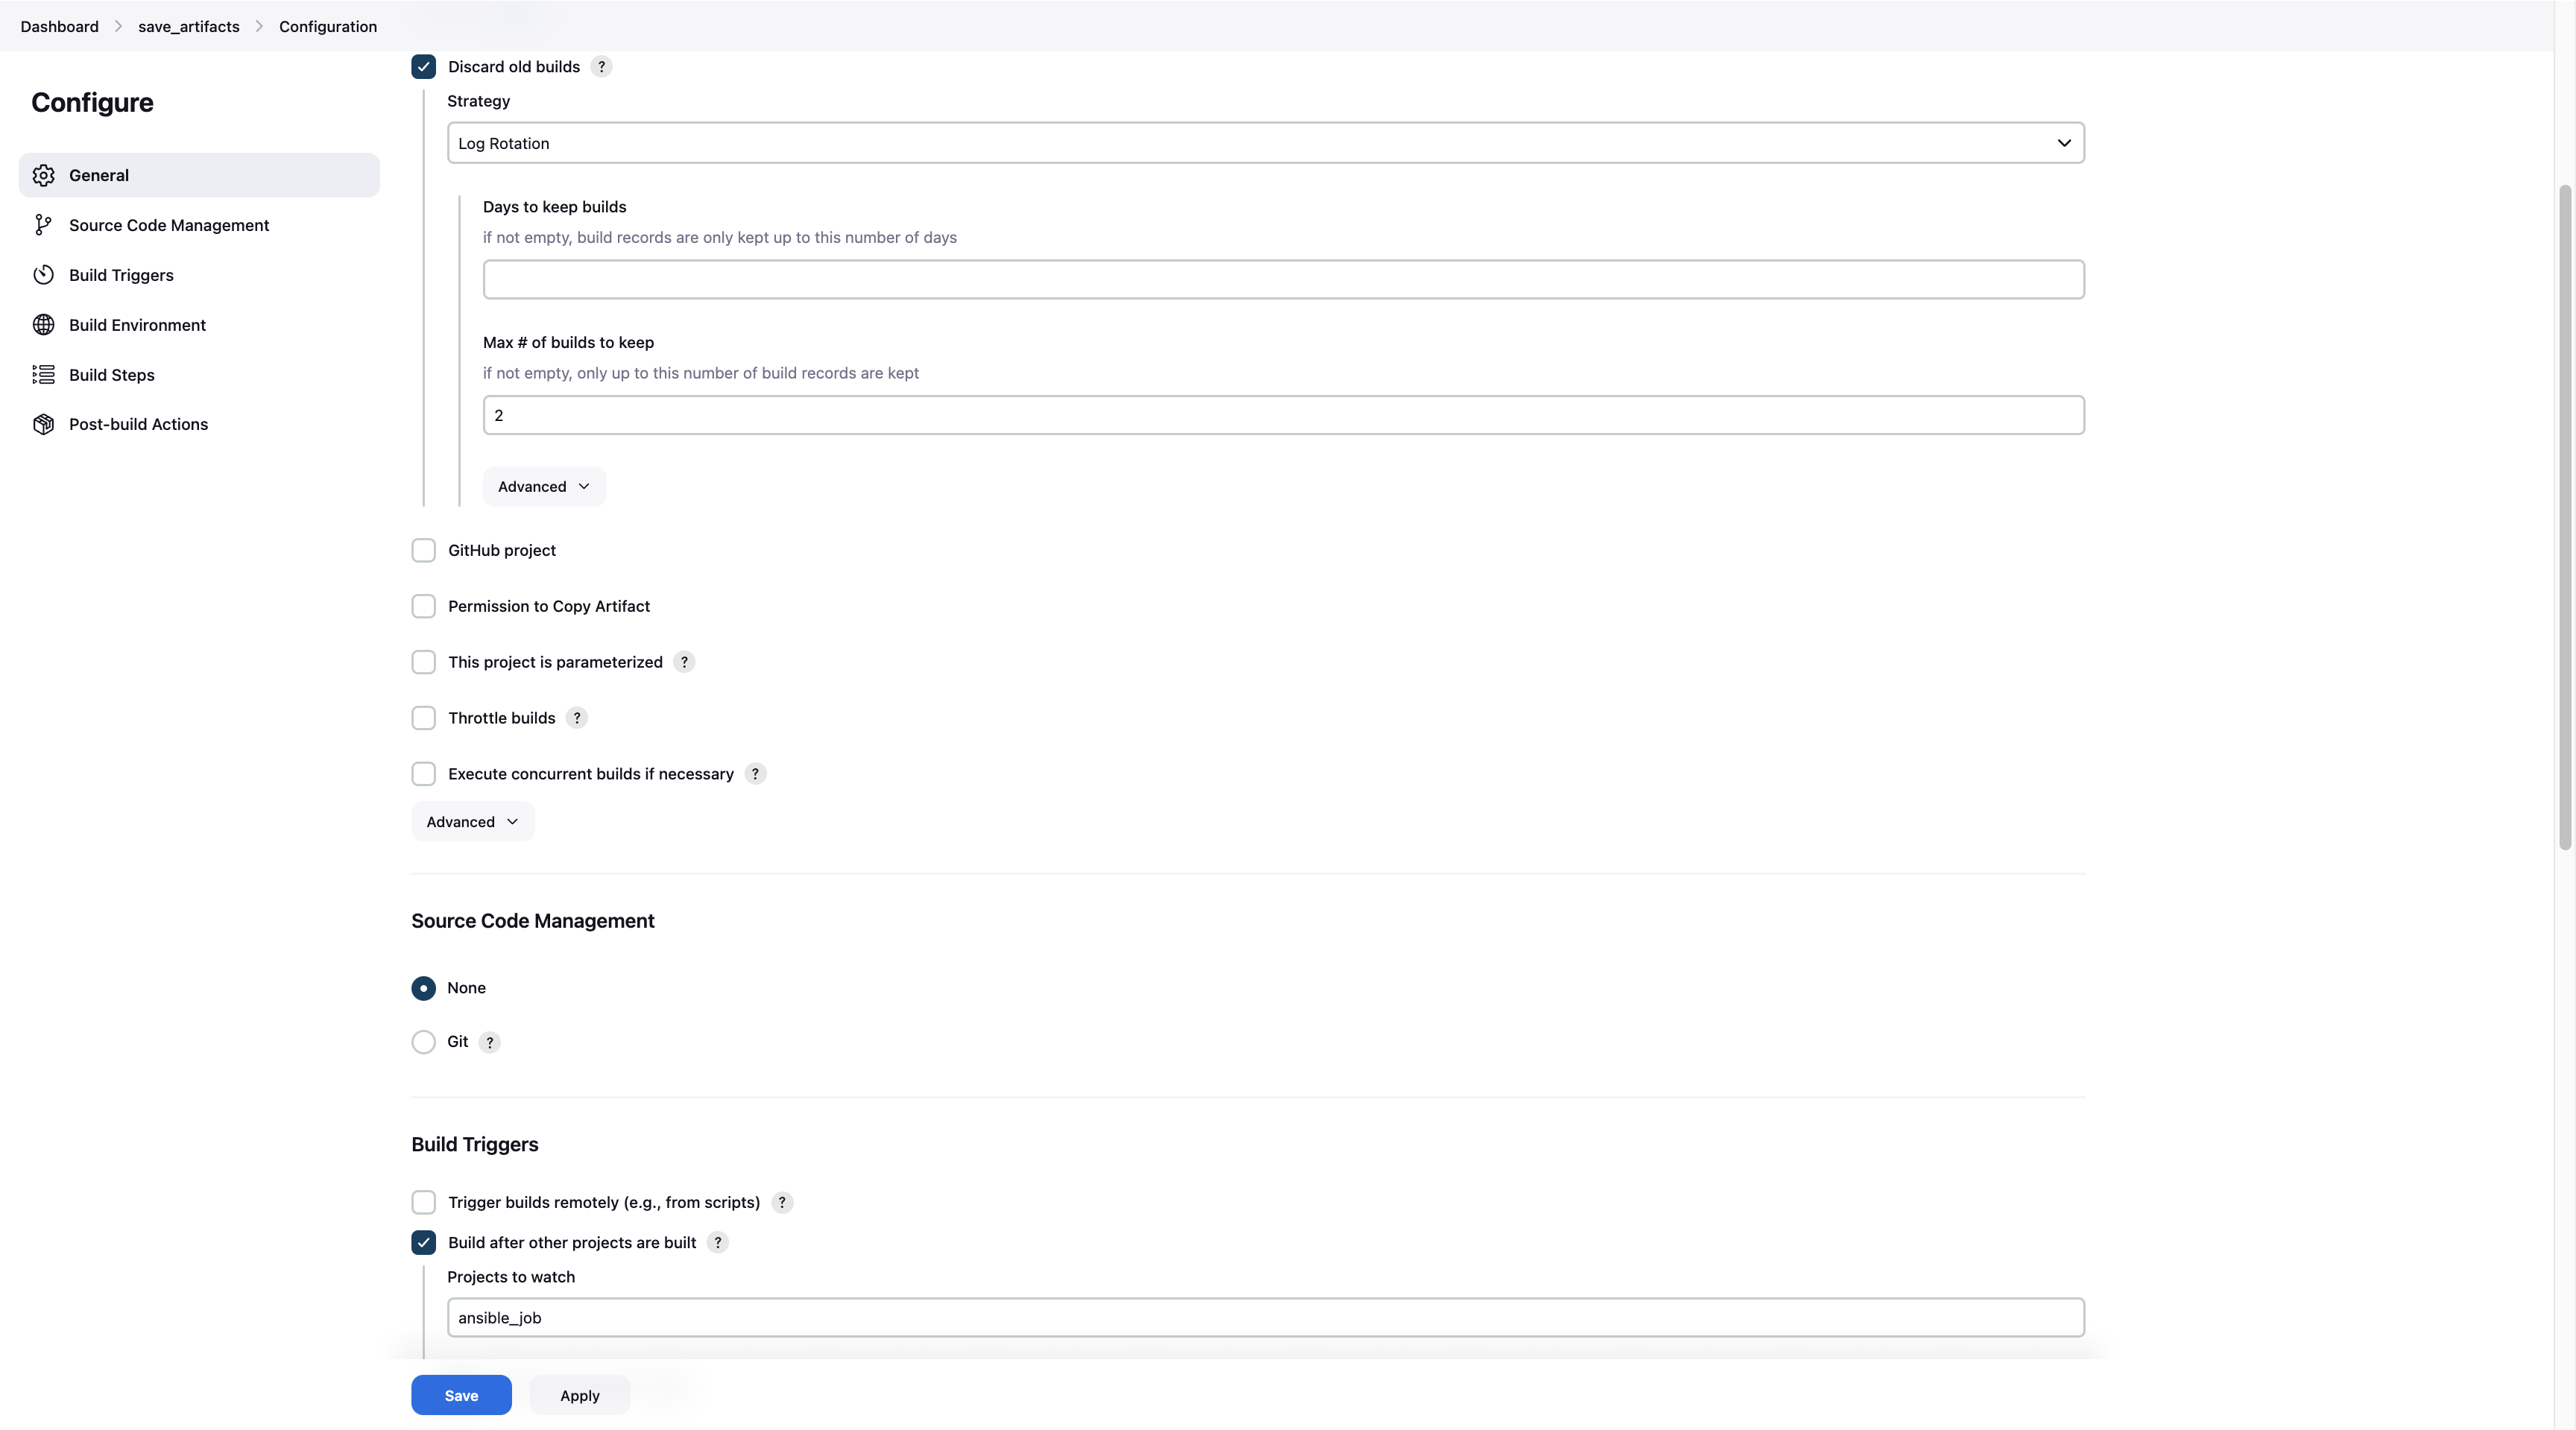 Dashboard > save_artifacts > Configuration
Configure
General
Source Code Management
Build Triggers
Build Environment
Build Steps
Post-build Actions
Discard old builds ?
Strategy
Log Rotation
Days to keep builds
if not empty, build records are only kept up to this number of days
Max # of builds to keep
if not empty, only up to this number of build records are kept
2
Advanced
GitHub project
Permission to Copy Artifact
This project is parameterized ?
Throttle builds ?
Execute concurrent builds if necessary ?
Advanced
Source Code Management
None
Git ?
Build Triggers
Trigger builds remotely (e.g., from scripts) ?
Build after other projects are built ?
Projects to watch
ansible_job
Save Apply